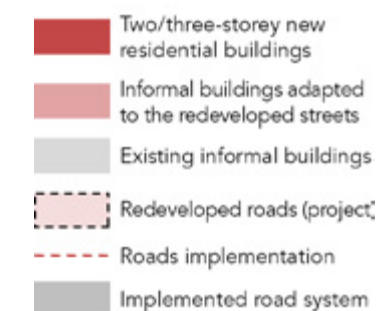 Two/three-storey new
residential buildings
Informal buildings adapted
to the redeveloped streets
Existing informal buildings
Redeveloped roads (project)
Roads implementation
Implemented road system